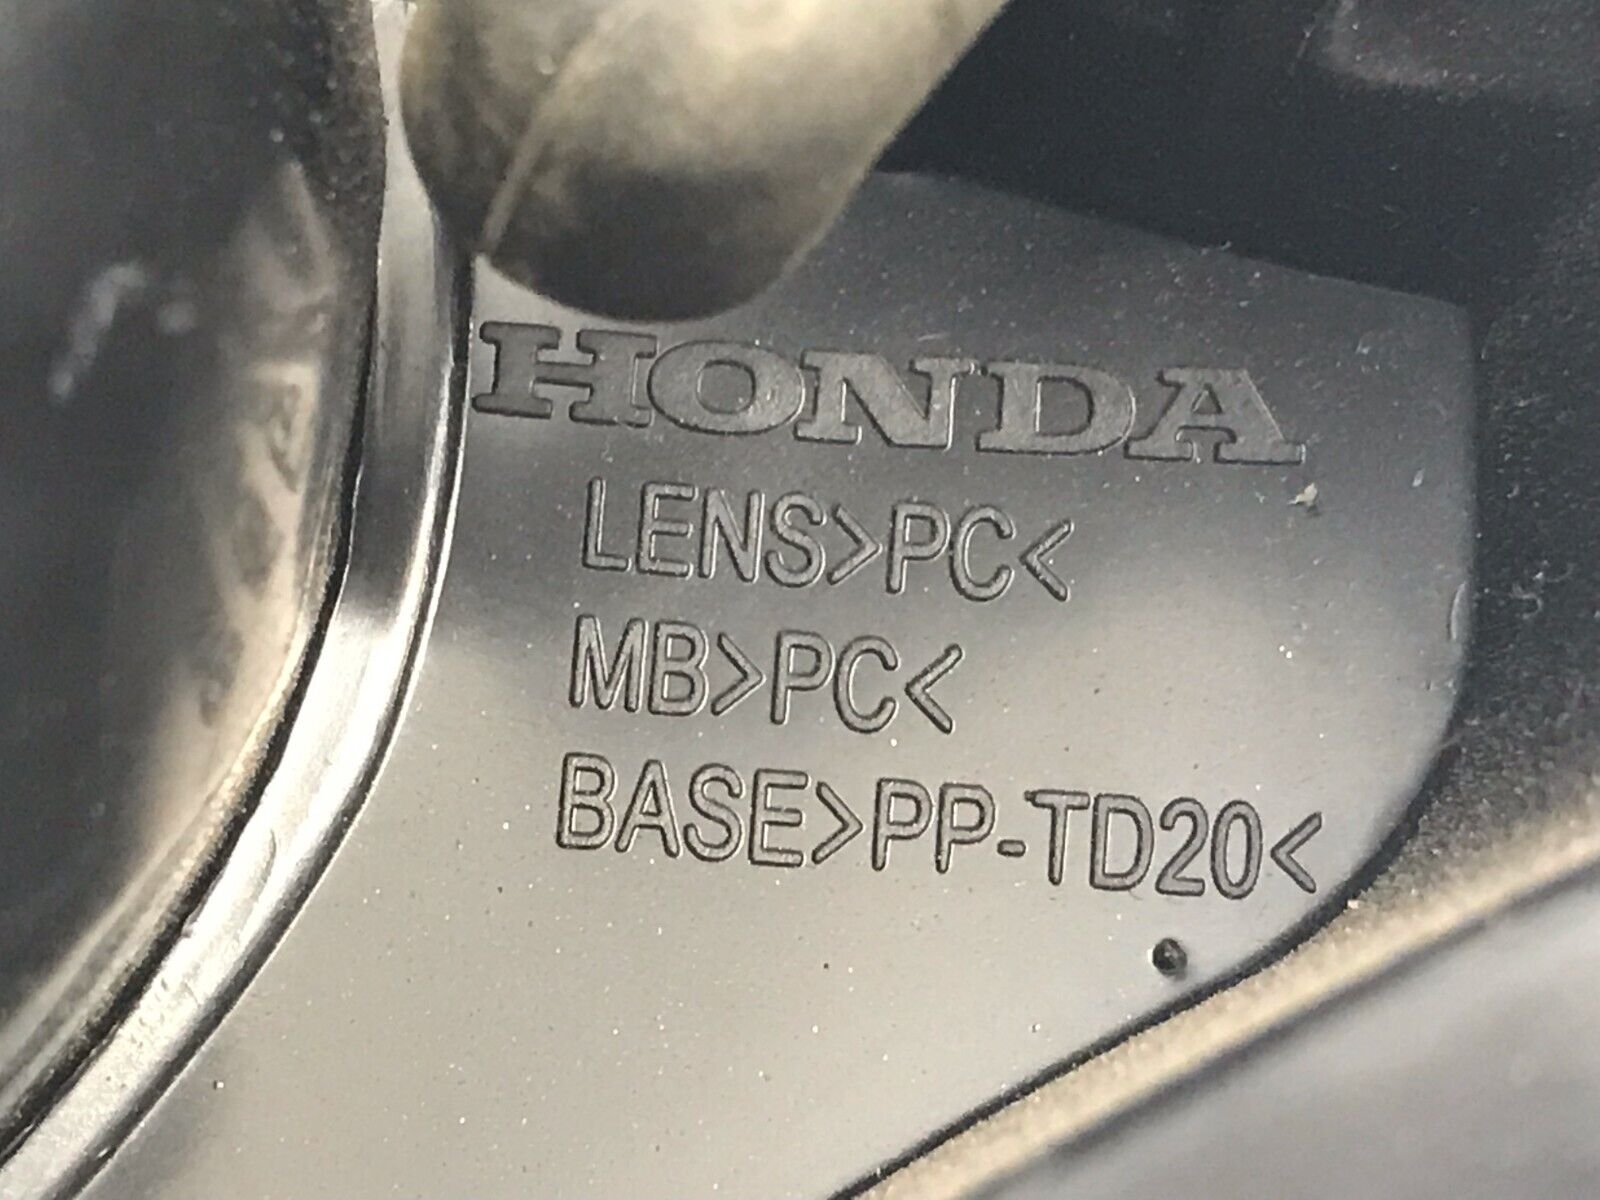 HONDA
LENS>PC<
MB>PC<
BASE>PP-TD20<